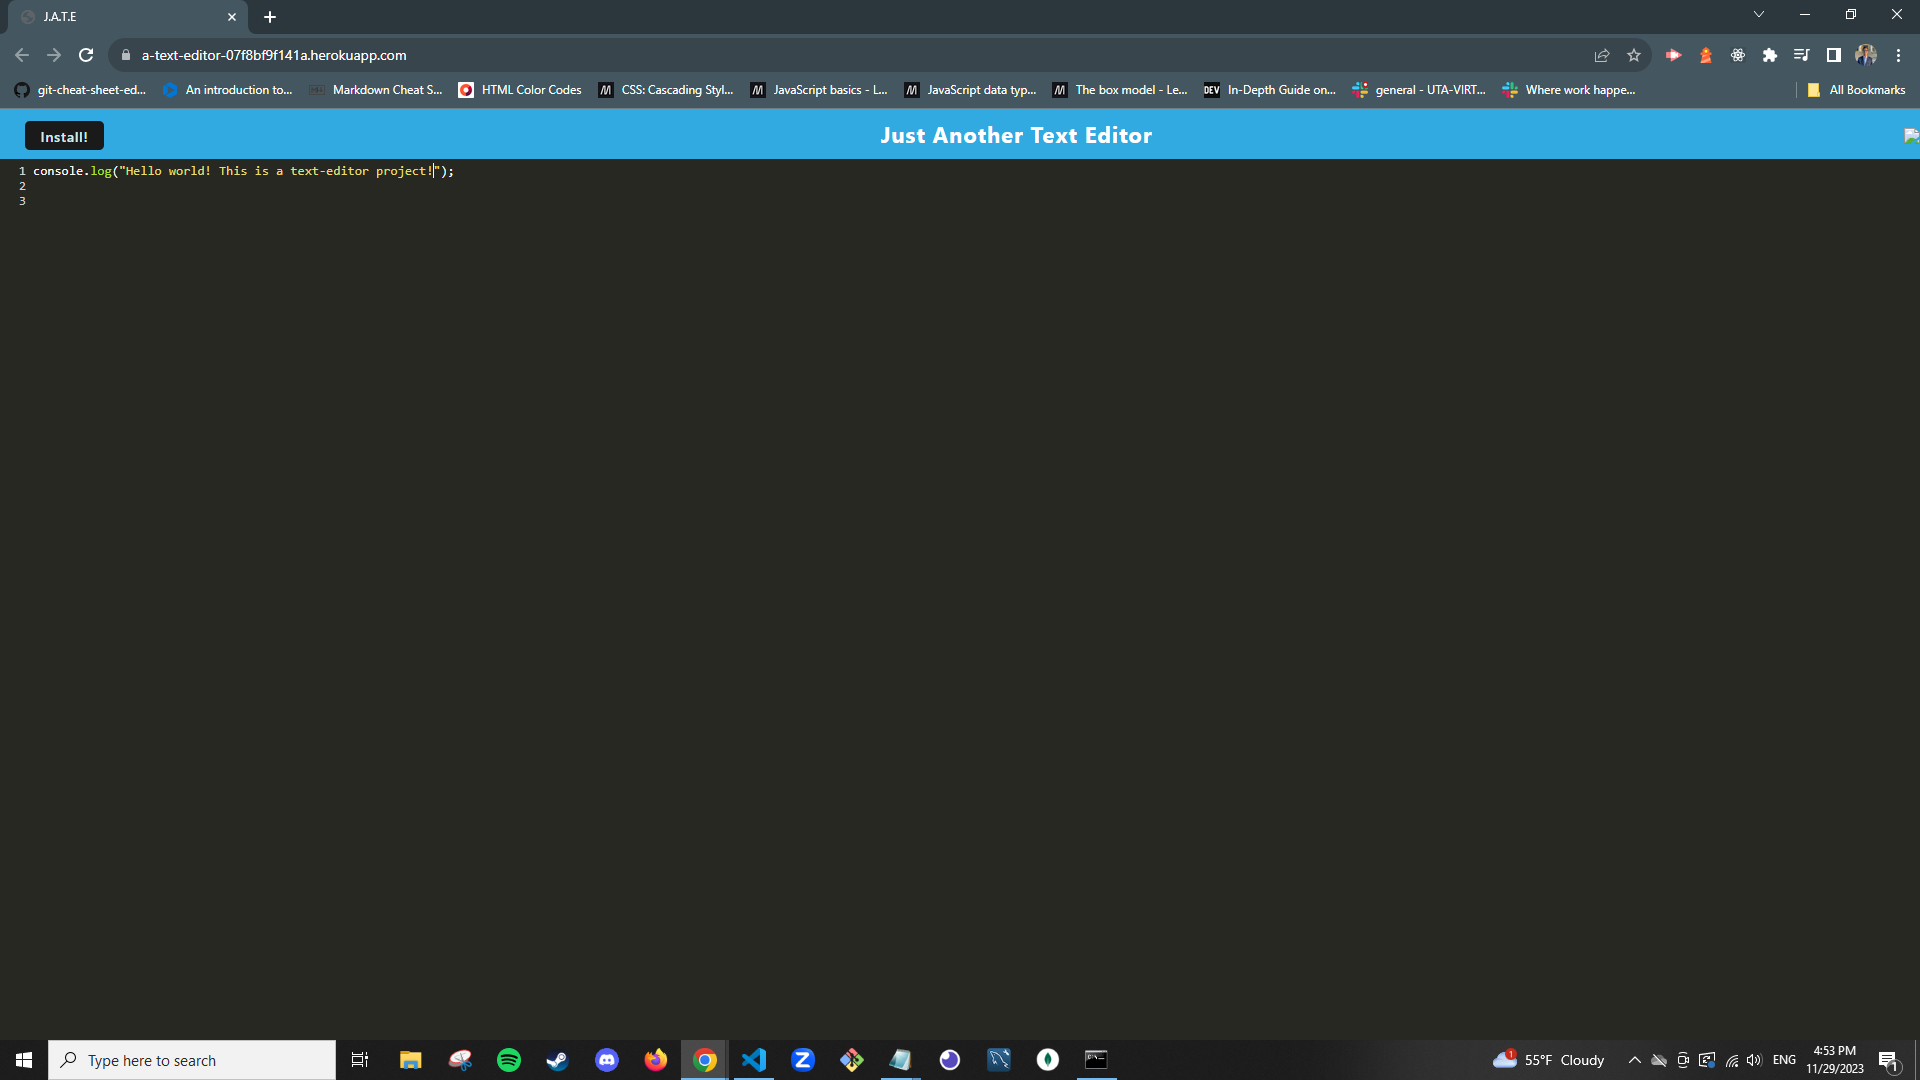 J.A.T.E
a-text-editor-07f8bf9f141a.herokuapp.com
git-cheat-sheet-ed... An introduction to... Markdown Cheat S... HTML Color Codes CSS: Cascading Styl... JavaScript basics - L... JavaScript data typ... The box model - Le... DEV In-Depth Guide on... general - UTA-VIRT... Where work happe... All Bookmarks
Install! Just Another Text Editor
1 console.log("Hello world! This is a text-editor project!");
2
3
Type here to search
1 55°F Cloudy ENG 4:53 PM
11/29/2023 1